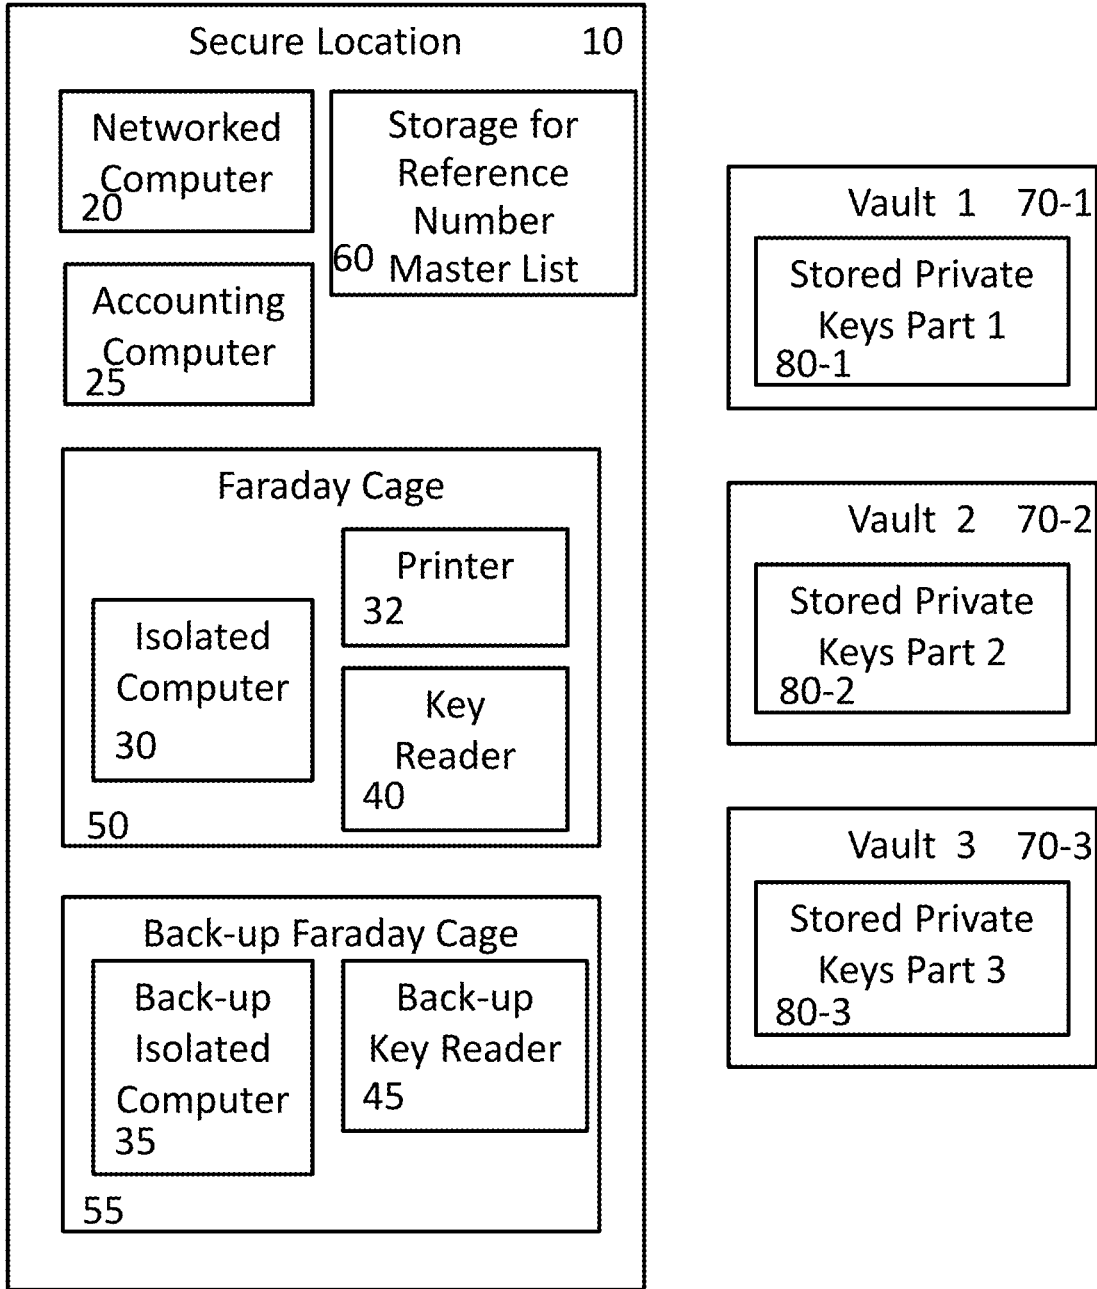 Secure Location 10
Networked
Computer
20
Storage for
Reference
Number
Master List
60
Accounting
Computer
25
Faraday Cage
Printer
32
Isolated
Computer
30
Key
Reader
40
50
Back-up Faraday Cage
Back-up
Isolated
Computer
35
Back-up
Key Reader
45
55
Vault 1 70-1
Stored Private
Keys Part 1
80-1
Vault 2 70-2
Stored Private
Keys Part 2
80-2
Vault 3 70-3
Stored Private
Keys Part 3
80-3